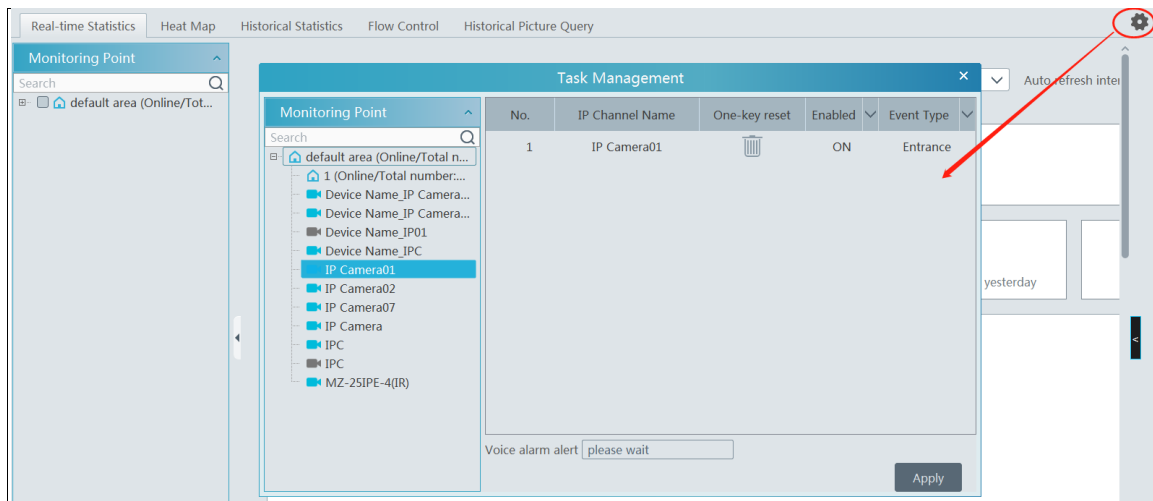 Real-time Statistics Heat Map Historical Statistics Flow Control Historical Picture Query
Monitoring Point
Search
default area (Online/Tot...
Auto refresh inter
yesterday
Task Management
Monitoring Point
Search
default area (Online/Total n...
1 (Online/Total number:...
Device Name_IP Camera...
Device Name_IP Camera...
Device Name_IP01
Device Name_IPC
IP Camera01
IP Camera02
IP Camera07
IP Camera
IPC
IPC
MZ-25IPE-4(IR)
No. IP Channel Name One-key reset Enabled Event Type
1 IP Camera01 ON Entrance
Voice alarm alert please wait
Apply